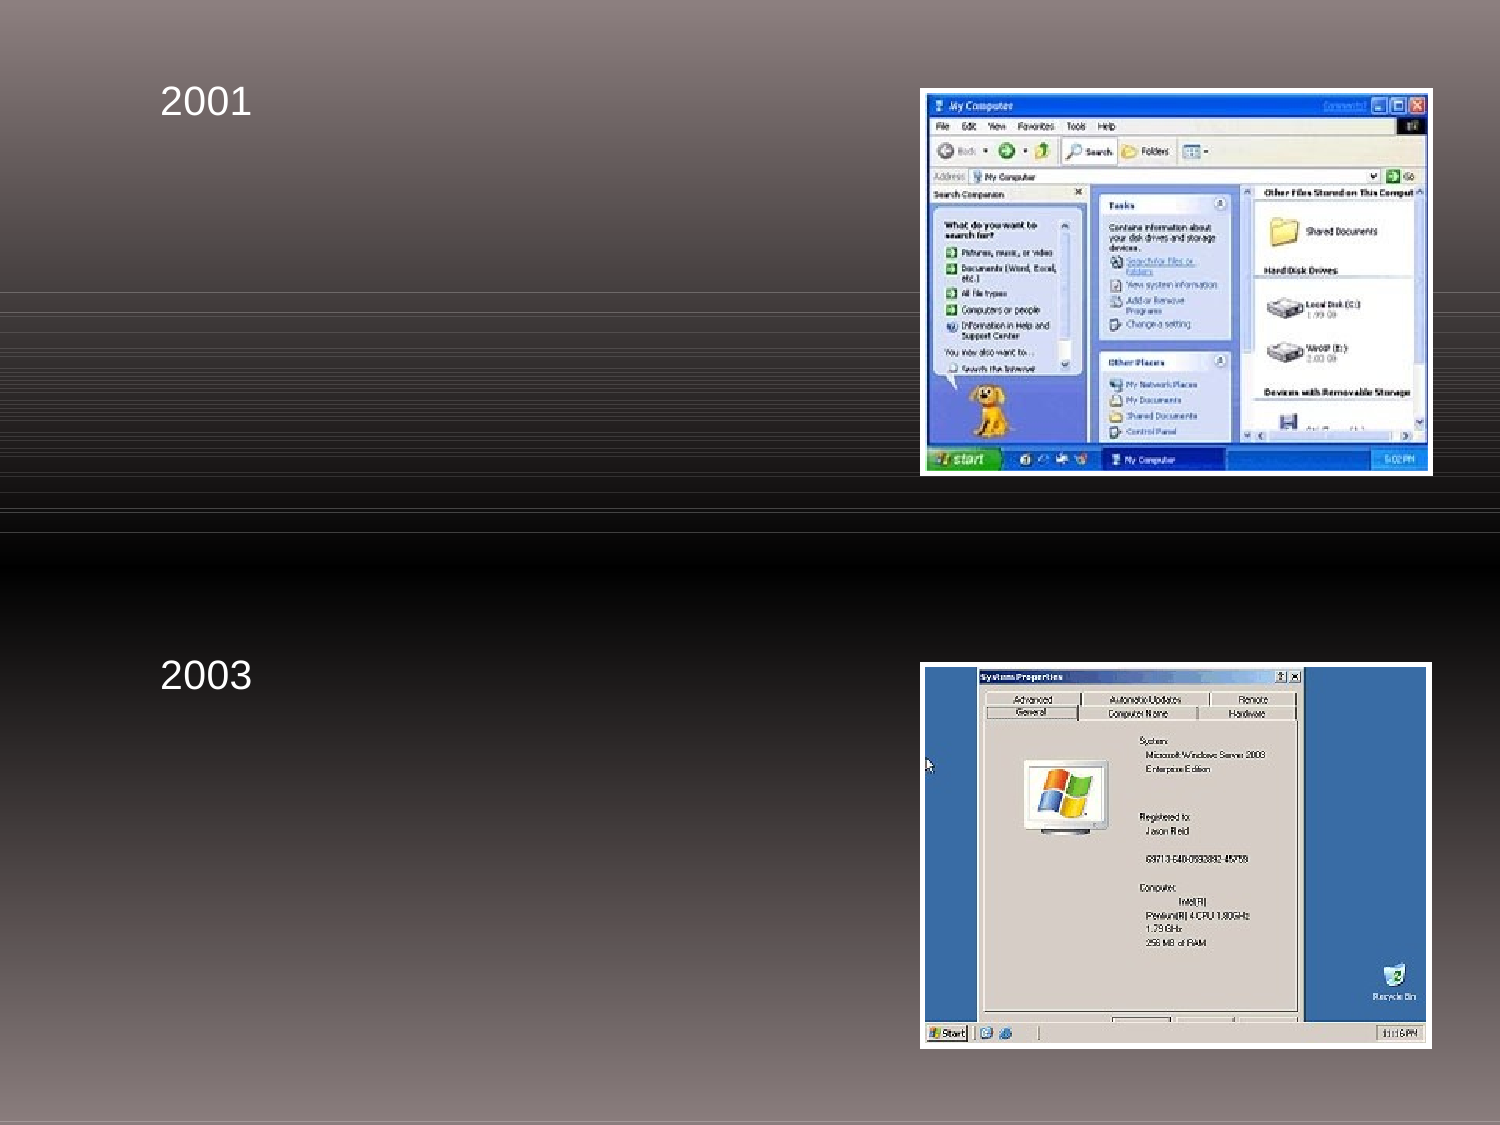 2001
My Computer
Comments?
File Edit View Favorites Tools Help
Back Search Folders
Address My Computer Go
Search Companion
What do you want to
search for?
Pictures, music, or video
Documents (Word, Excel,
etc.)
All file types
Computers or people
Information in Help and
Support Center
You may also want to...
Search the Internet
Tasks
Contains information about
your disk drives and storage
devices.
Search for files or
folders
View system information
Add or Remove
Programs
Change a setting
Other Places
My Network Places
My Documents
Shared Documents
Control Panel
Other Files Stored on This Comput
Shared Documents
Hard Disk Drives
Local Disk (C:)
1.99 GB
WinXP (E:)
2.00 GB
Devices with Removable Storage
start
My Computer
2003
System Properties
Advanced Automatic Updates Remote
General Computer Name Hardware
System:
Microsoft Windows Server 2003
Enterprise Edition
Registered to:
Jason Reid
Computer:
Intel(R)
Pentium(R) 4 CPU 1.80GHz
1.79 GHz
256 MB of RAM
Recycle Bin
Start
11:16 PM